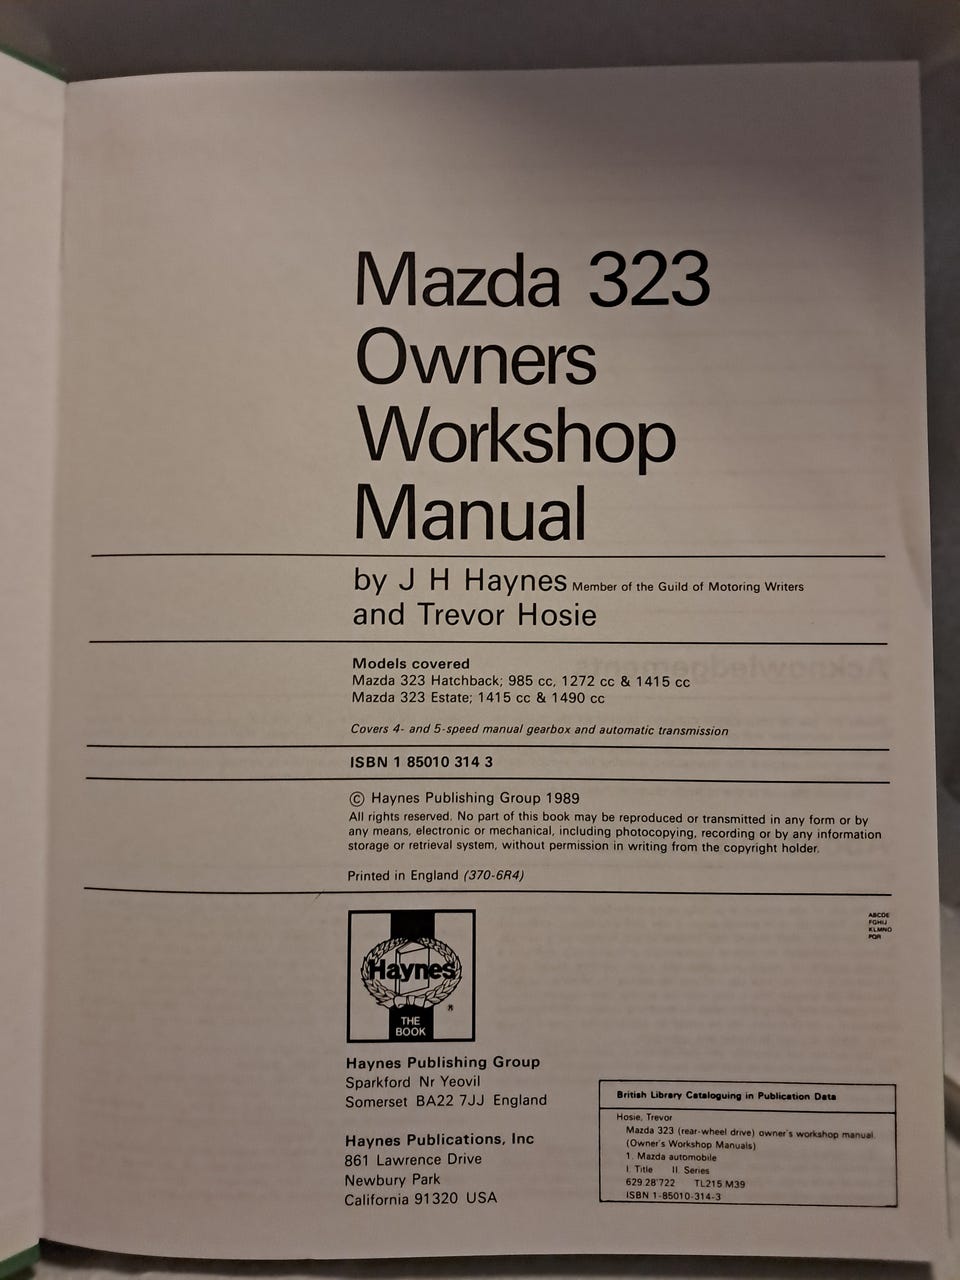 Mazda 323
Owners
Workshop
Manual
by J H Haynes Member of the Guild of Motoring Writers
and Trevor Hosie
Models covered
Mazda 323 Hatchback; 985 cc, 1272 cc & 1415 cc
Mazda 323 Estate; 1415 cc & 1490 cc
Covers 4- and 5-speed manual gearbox and automatic transmission
ISBN 1 85010 314 3
© Haynes Publishing Group 1989
All rights reserved. No part of this book may be reproduced or transmitted in any form or by
any means, electronic or mechanical, including photocopying, recording or by any information
storage or retrieval system, without permission in writing from the copyright holder.
Printed in England (370-6R4)
ABCDE
FGHIJ
KLMNO
PQR
Haynes
®
THE
BOOK
Haynes Publishing Group
Sparkford Nr Yeovil
Somerset BA22 7JJ England
Haynes Publications, Inc
861 Lawrence Drive
Newbury Park
California 91320 USA
British Library Cataloguing in Publication Data
Hosie, Trevor
Mazda 323 (rear-wheel drive) owner's workshop manual.
(Owner's Workshop Manuals)
1. Mazda automobile
I. Title II. Series
629.28'722 TL215.M39
ISBN 1-85010-314-3